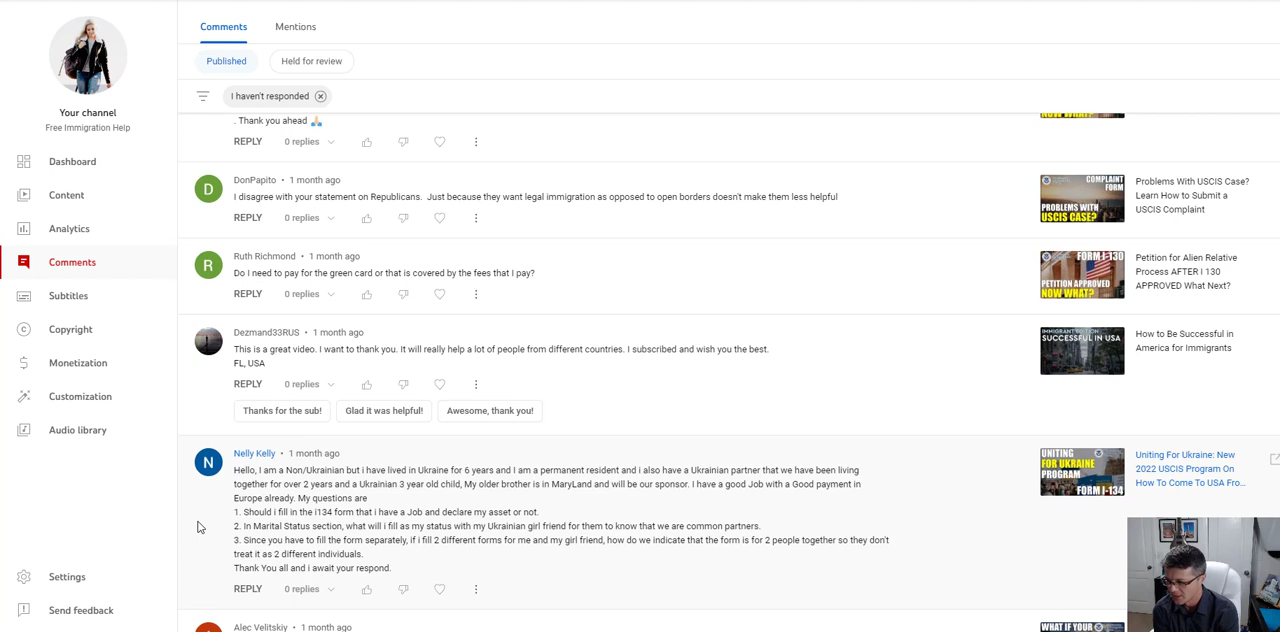 Comments
Mentions
Published
Held for review
I haven't responded
Your channel
Free Immigration Help
Dashboard
Content
Analytics
Comments
Subtitles
Copyright
Monetization
Customization
Audio library
Settings
Send feedback
. Thank you ahead 🙏
REPLY 0 replies
NOW WHAT?
D
DonPapito • 1 month ago
I disagree with your statement on Republicans. Just because they want legal immigration as opposed to open borders doesn't make them less helpful
REPLY 0 replies
COMPLAINT
FORM
PROBLEMS WITH
USCIS CASE?
Problems With USCIS Case?
Learn How to Submit a
USCIS Complaint
R
Ruth Richmond • 1 month ago
Do I need to pay for the green card or that is covered by the fees that I pay?
REPLY 0 replies
FORM I-130
PETITION APPROVED
NOW WHAT?
Petition for Alien Relative
Process AFTER I 130
APPROVED What Next?
Dezmand33RUS • 1 month ago
This is a great video. I want to thank you. It will really help a lot of people from different countries. I subscribed and wish you the best.
FL, USA
REPLY 0 replies
Thanks for the sub!
Glad it was helpful!
Awesome, thank you!
IMMIGRANT EDITION
SUCCESSFUL IN USA
How to Be Successful in
America for Immigrants
N
Nelly Kelly • 1 month ago
Hello, I am a Non/Ukrainian but i have lived in Ukraine for 6 years and I am a permanent resident and i also have a Ukrainian partner that we have been living
together for over 2 years and a Ukrainian 3 year old child, My older brother is in MaryLand and will be our sponsor. I have a good Job with a Good payment in
Europe already. My questions are
1. Should i fill in the i134 form that i have a Job and declare my asset or not.
2. In Marital Status section, what will i fill as my status with my Ukrainian girl friend for them to know that we are common partners.
3. Since you have to fill the form separately, if i fill 2 different forms for me and my girl friend, how do we indicate that the form is for 2 people together so they don't
treat it as 2 different individuals.
Thank You all and i await your respond.
REPLY 0 replies
UNITING
FOR UKRAINE
PROGRAM
FORM I-134
Uniting For Ukraine: New
2022 USCIS Program On
How To Come To USA Fro...
Alec Velitskiy • 1 month ago
WHAT IF YOUR